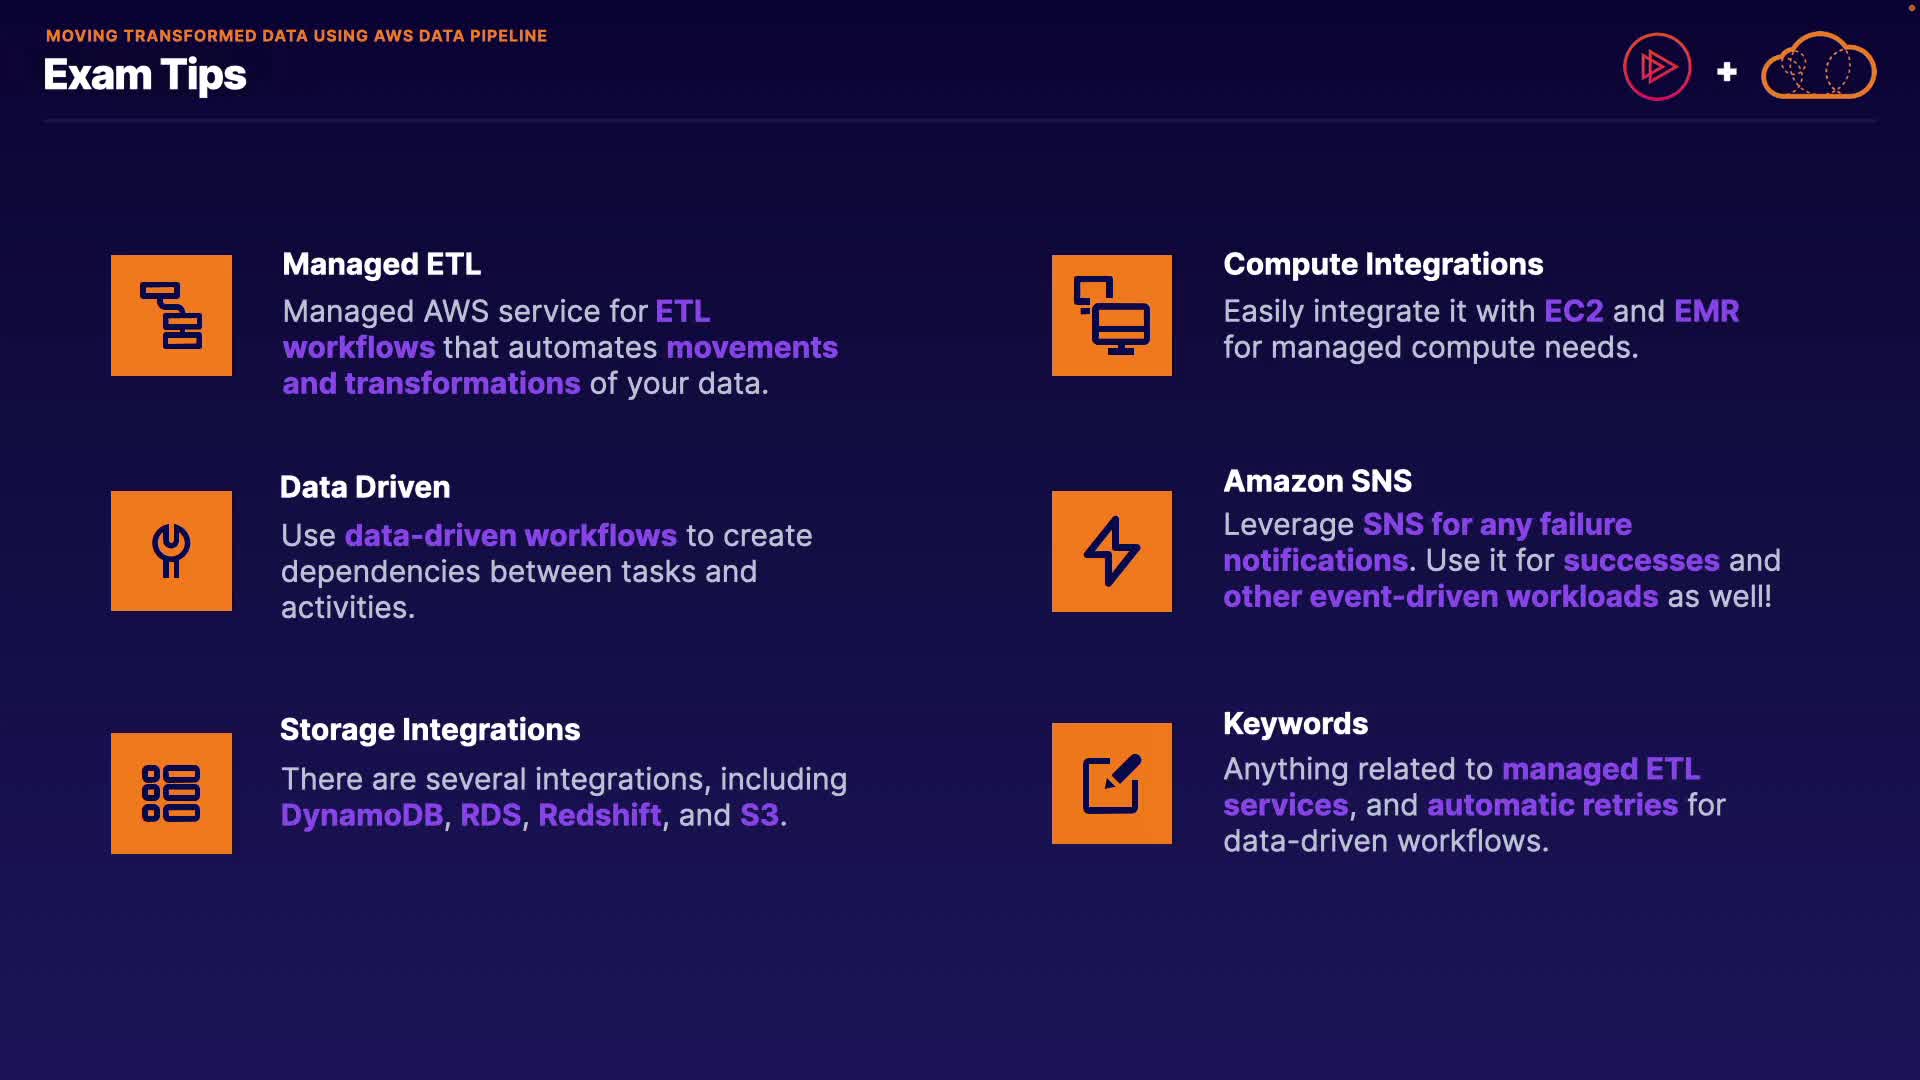 MOVING TRANSFORMED DATA USING AWS DATA PIPELINE
Exam Tips
Managed ETL
Managed AWS service for ETL
workflows that automates movements
and transformations of your data.
Data Driven
Use data-driven workflows to create
dependencies between tasks and
activities.
Storage Integrations
There are several integrations, including
DynamoDB, RDS, Redshift, and S3.
Compute Integrations
Easily integrate it with EC2 and EMR
for managed compute needs.
Amazon SNS
Leverage SNS for any failure
notifications. Use it for successes and
other event-driven workloads as well!
Keywords
Anything related to managed ETL
services, and automatic retries for
data-driven workflows.